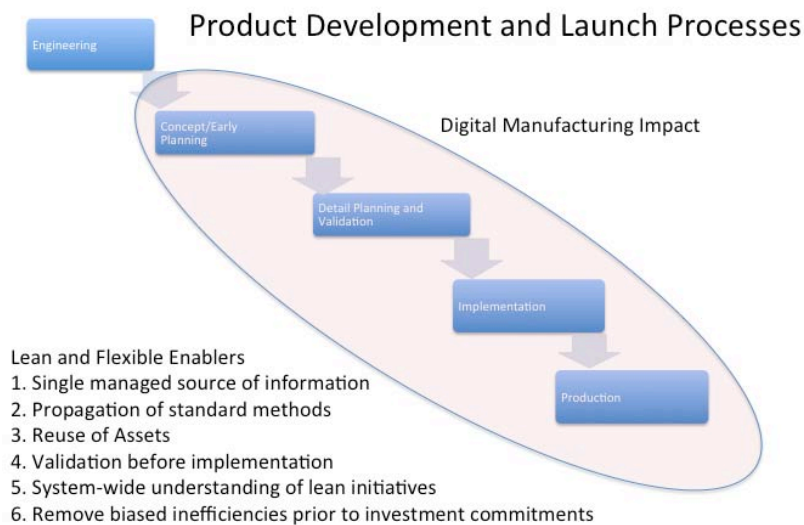 Product Development and Launch Processes
Engineering
Concept/Early
Planning
Digital Manufacturing Impact
Detail Planning and
Validation
Implementation
Production
Lean and Flexible Enablers
1. Single managed source of information
2. Propagation of standard methods
3. Reuse of Assets
4. Validation before implementation
5. System-wide understanding of lean initiatives
6. Remove biased inefficiencies prior to investment commitments